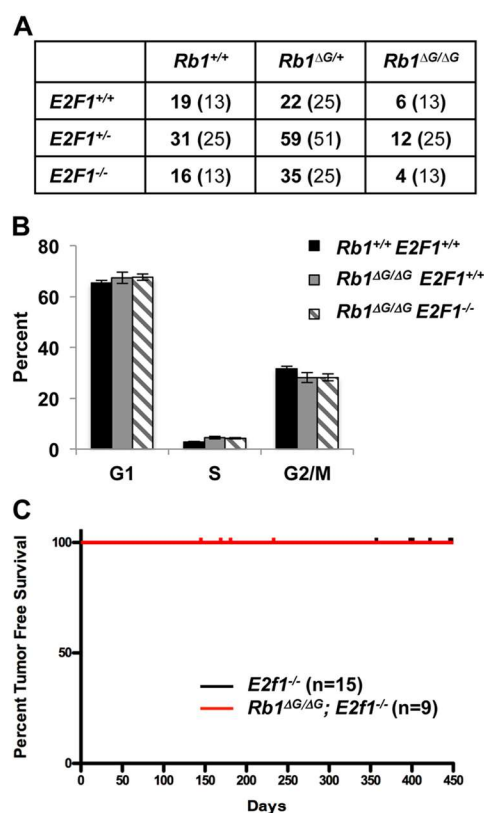 A
Rb1+/+ Rb1ΔG/+ Rb1ΔG/ΔG
E2F1+/+ 19 (13) 22 (25) 6 (13)
E2F1+/- 31 (25) 59 (51) 12 (25)
E2F1-/- 16 (13) 35 (25) 4 (13)
B
80
60
40
20
0
Percent
G1 S G2/M
Rb1+/+ E2F1+/+
Rb1ΔG/ΔG E2F1+/+
Rb1ΔG/ΔG E2F1-/-
C
Percent Tumor Free Survival
100
50
0
E2f1-/- (n=15)
Rb1ΔG/ΔG; E2f1-/- (n=9)
0 50 100 150 200 250 300 350 400 450
Days